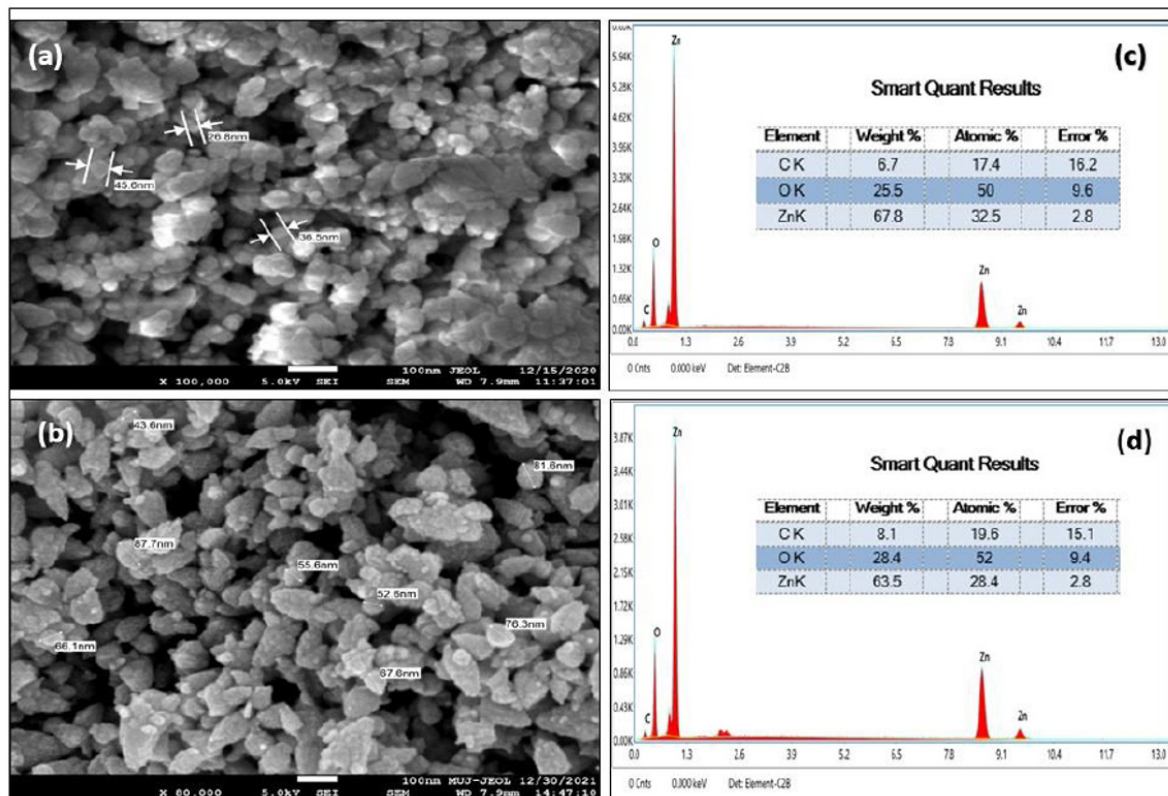 (a)
26.8nm
45.6nm
36.5nm
100nm JEOL 12/15/2020
X 100,000 5.0kV SEI SEM WD 7.9mm 11:37:01
(c)
Zn
5.94K
5.28K
4.62K
3.96K
3.30K
2.64K
1.98K
1.32K
0.65K
0.00K
O
C
Zn
Zn
Smart Quant Results
Element Weight % Atomic % Error %
C K 6.7 17.4 16.2
O K 25.5 50 9.6
ZnK 67.8 32.5 2.8
0.0 1.3 2.6 3.9 5.2 6.5 7.8 9.1 10.4 11.7 13.0
0 Cnts 0.000 keV Det: Element-C2B
(b)
43.6nm
81.6nm
87.7nm
55.6nm
52.6nm
76.3nm
66.1nm
67.6nm
100nm MUJ-JEOL 12/30/2021
X 80,000 5.0kV SEI SEM WD 7.9mm 14:47:10
(d)
Zn
3.87K
3.44K
3.01K
2.58K
2.15K
1.72K
1.29K
0.86K
0.43K
0.00K
O
C
Zn
Zn
Smart Quant Results
Element Weight % Atomic % Error %
C K 8.1 19.6 15.1
O K 28.4 52 9.4
ZnK 63.5 28.4 2.8
0.0 1.3 2.6 3.9 5.2 6.5 7.8 9.1 10.4 11.7 13.0
0 Cnts 0.000 keV Det: Element-C2B